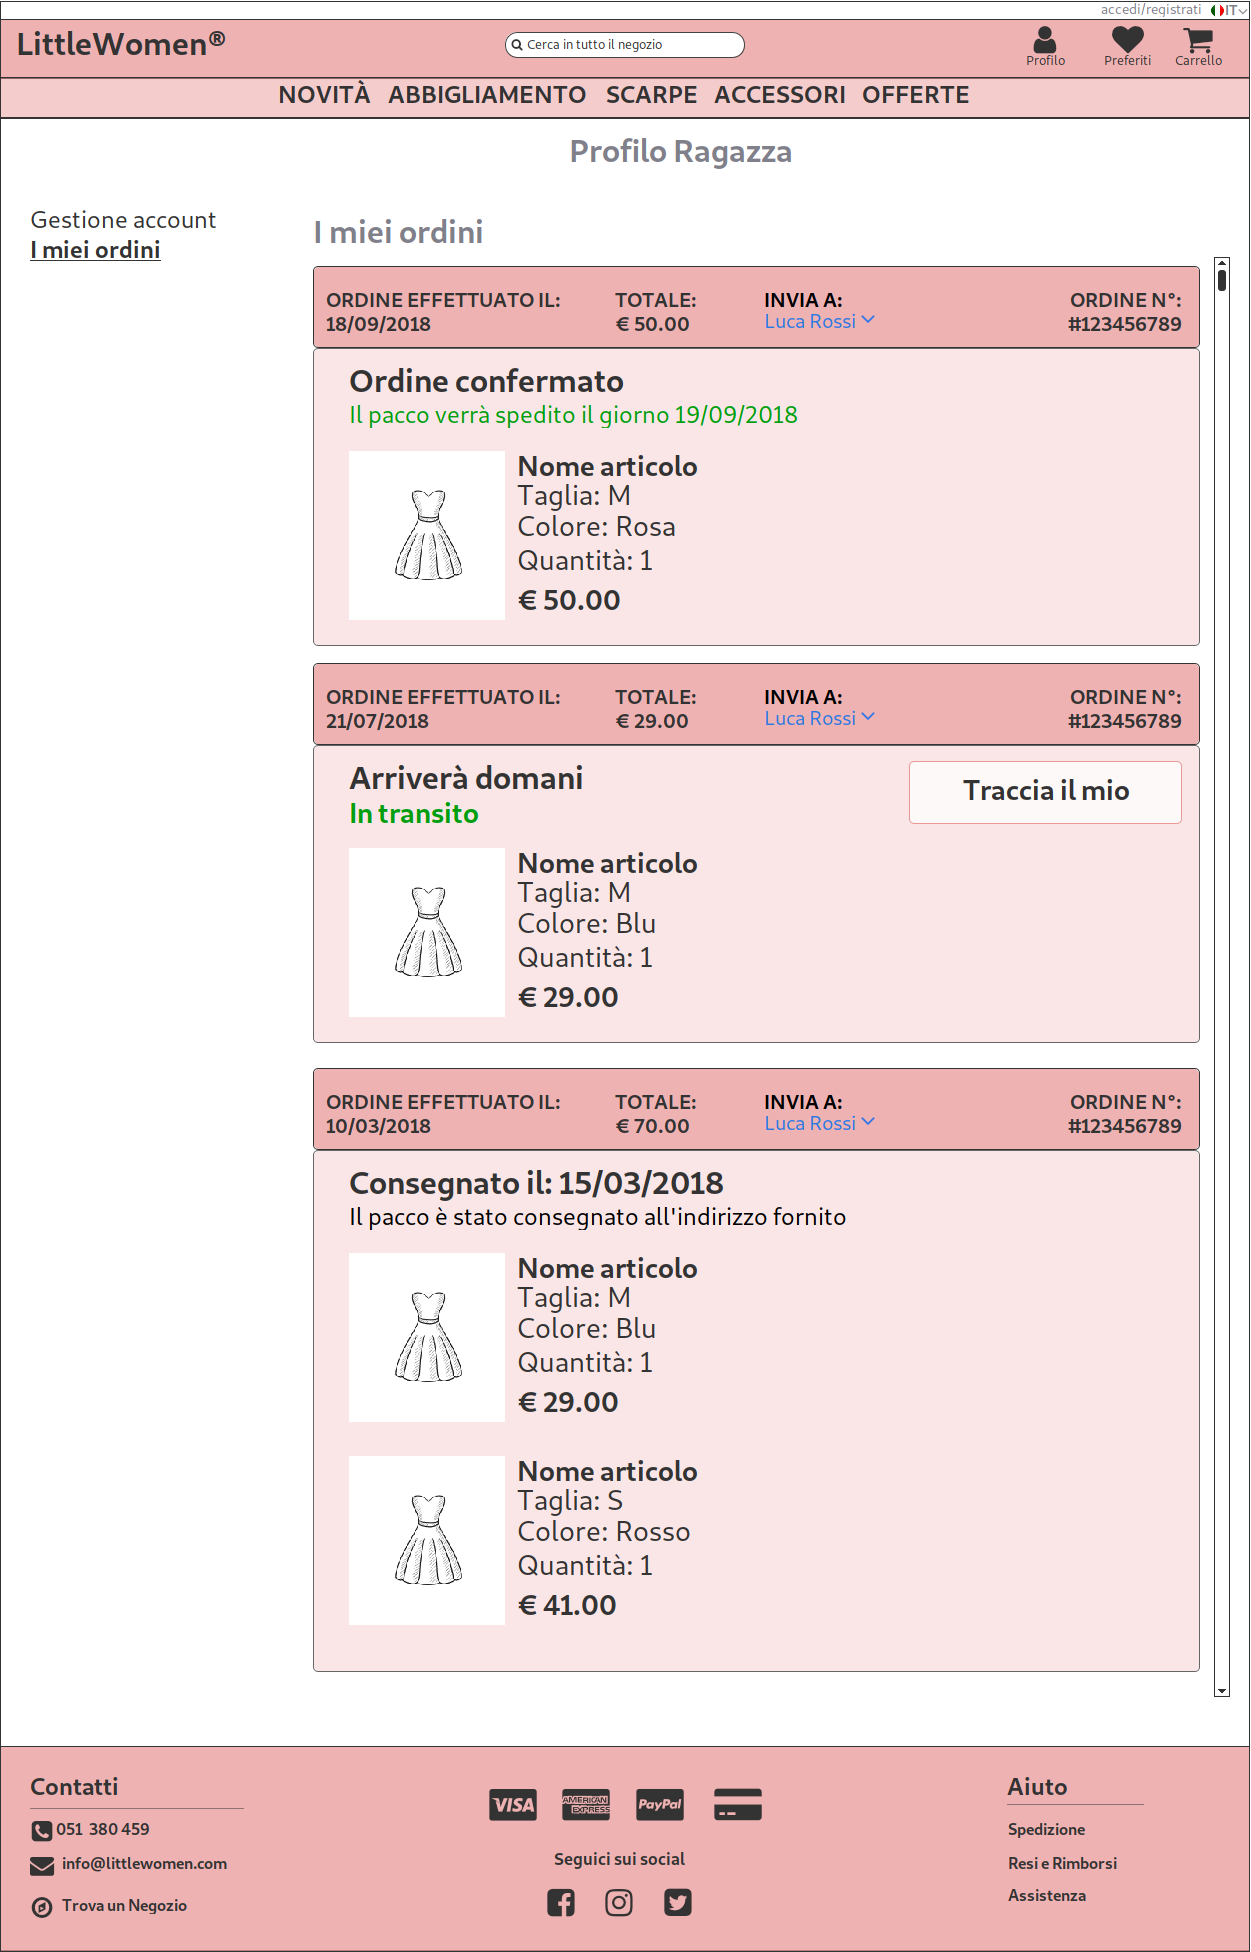 accedi/registrati IT
LittleWomen®
Cerca in tutto il negozio
Profilo Preferiti Carrello
NOVITÀ ABBIGLIAMENTO SCARPE ACCESSORI OFFERTE
Profilo Ragazza
Gestione account
I miei ordini
I miei ordini
ORDINE EFFETTUATO IL: TOTALE: INVIA A: ORDINE N°:
18/09/2018 € 50.00 Luca Rossi #123456789
Ordine confermato
Il pacco verrà spedito il giorno 19/09/2018
Nome articolo
Taglia: M
Colore: Rosa
Quantità: 1
€ 50.00
ORDINE EFFETTUATO IL: TOTALE: INVIA A: ORDINE N°:
21/07/2018 € 29.00 Luca Rossi #123456789
Arriverà domani
In transito
Traccia il mio
Nome articolo
Taglia: M
Colore: Blu
Quantità: 1
€ 29.00
ORDINE EFFETTUATO IL: TOTALE: INVIA A: ORDINE N°:
10/03/2018 € 70.00 Luca Rossi #123456789
Consegnato il: 15/03/2018
Il pacco è stato consegnato all'indirizzo fornito
Nome articolo
Taglia: M
Colore: Blu
Quantità: 1
€ 29.00
Nome articolo
Taglia: S
Colore: Rosso
Quantità: 1
€ 41.00
Contatti
051 380 459
info@littlewomen.com
Trova un Negozio
VISA AMERICAN EXPRESS PayPal
Seguici sui social
Aiuto
Spedizione
Resi e Rimborsi
Assistenza